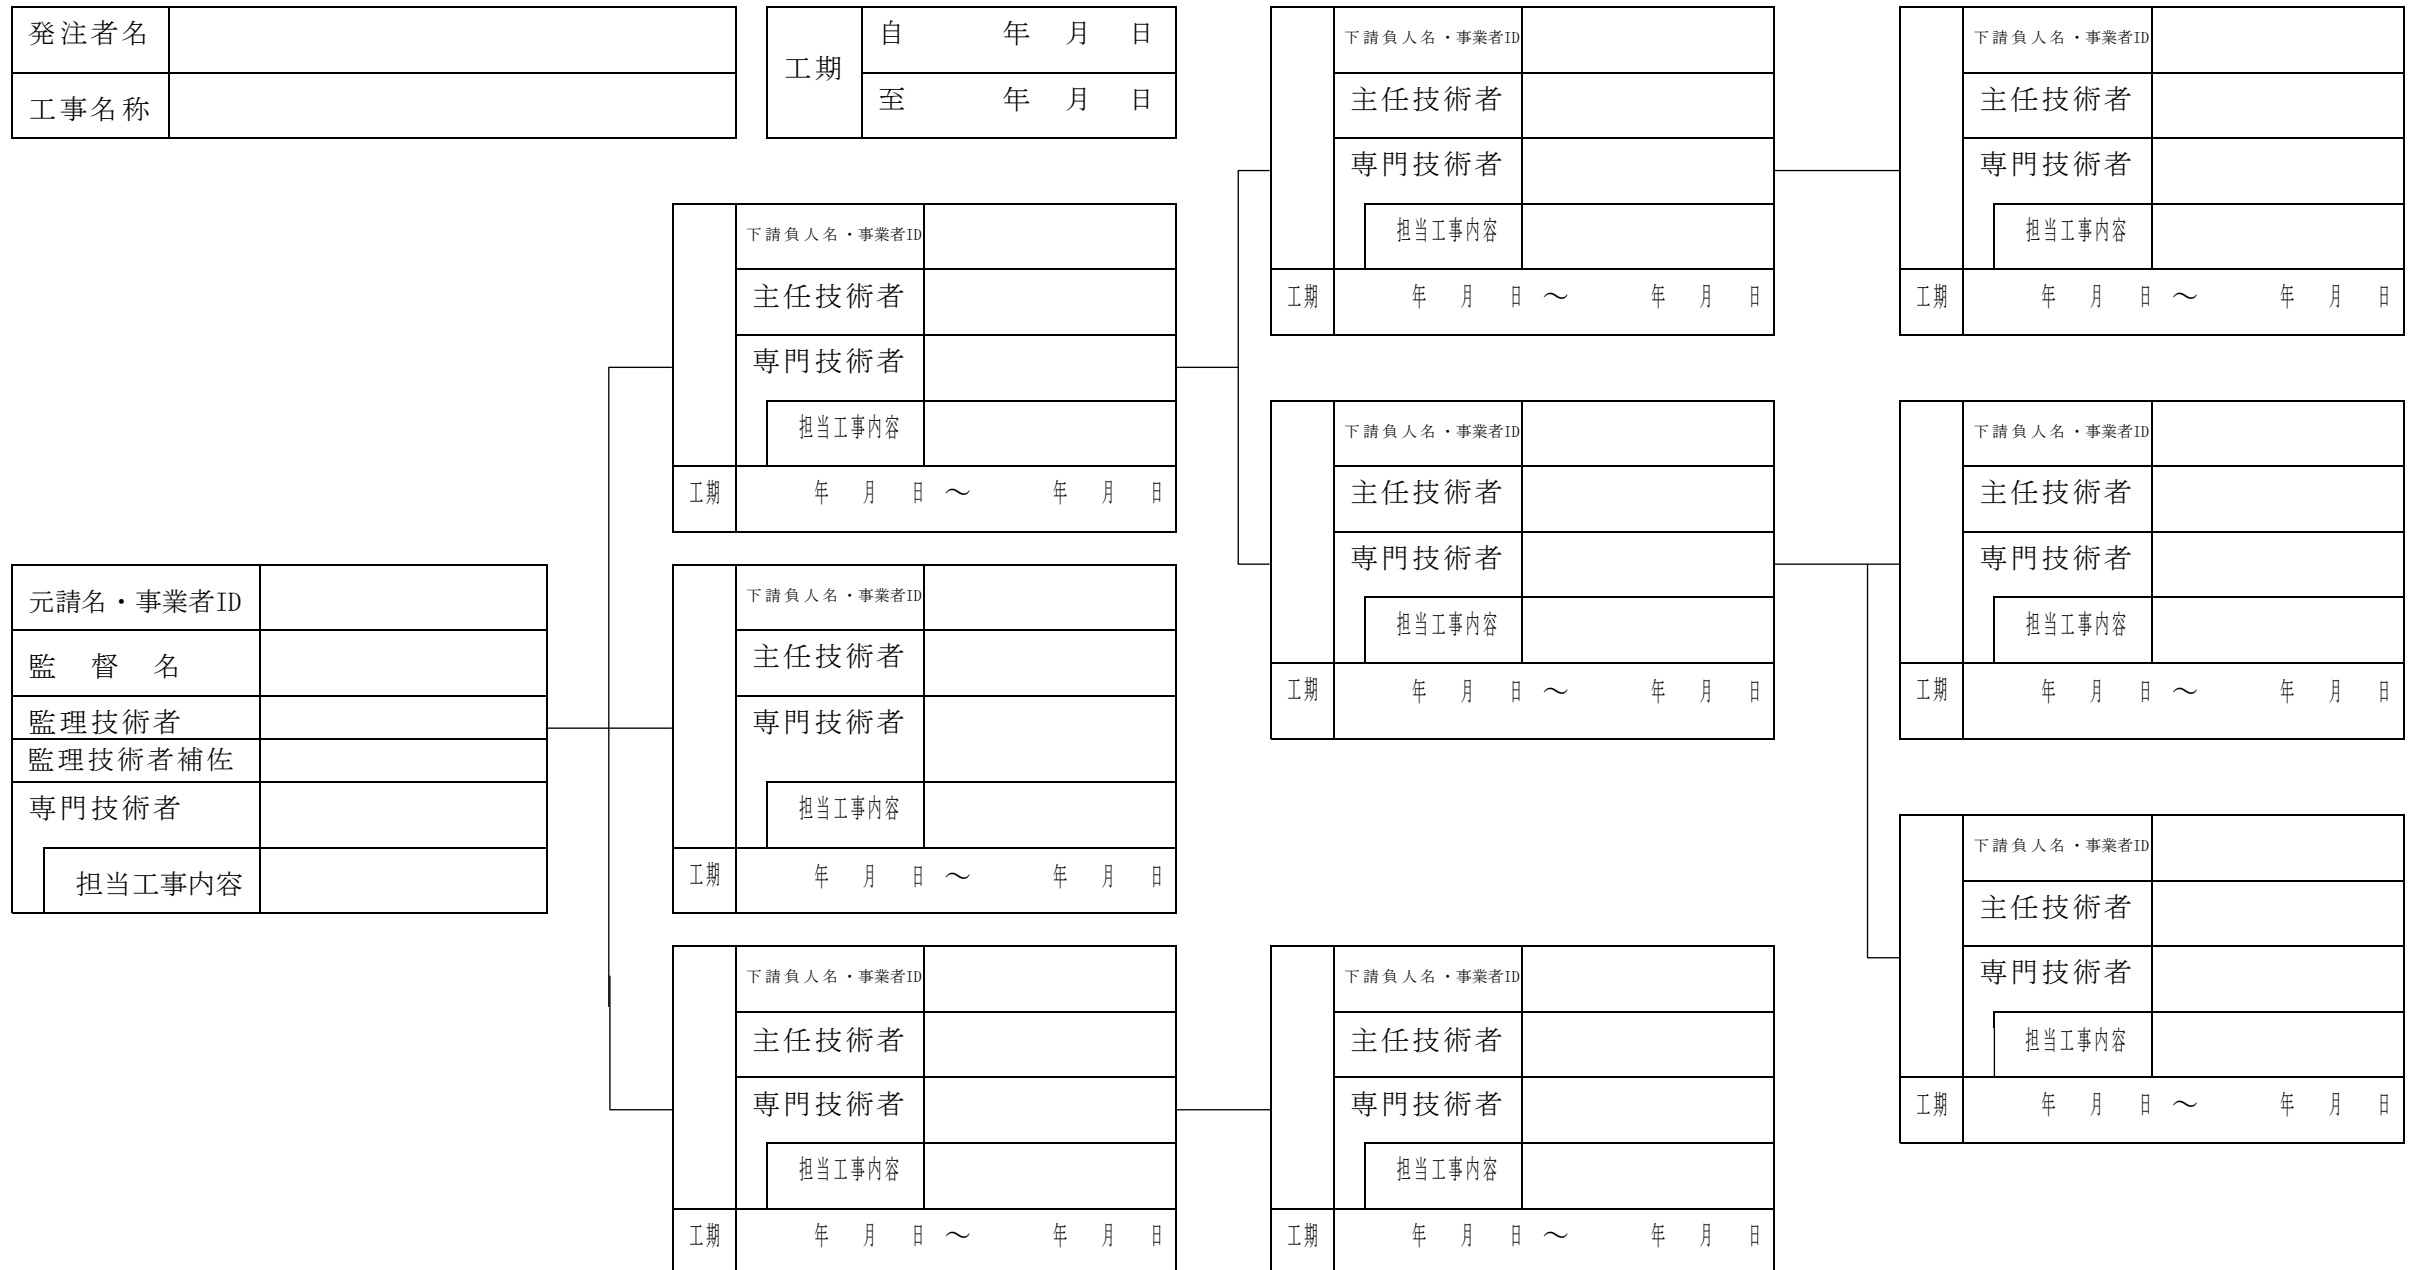 発注者名
工事名称
工期
自 年 月 日
至 年 月 日
元請名・事業者ID
監 督 名
監理技術者
監理技術者補佐
専門技術者
担当工事内容
下請負人名・事業者ID
主任技術者
専門技術者
担当工事内容
工期 年 月 日 ～ 年 月 日
下請負人名・事業者ID
主任技術者
専門技術者
担当工事内容
工期 年 月 日 ～ 年 月 日
下請負人名・事業者ID
主任技術者
専門技術者
担当工事内容
工期 年 月 日 ～ 年 月 日
下請負人名・事業者ID
主任技術者
専門技術者
担当工事内容
工期 年 月 日 ～ 年 月 日
下請負人名・事業者ID
主任技術者
専門技術者
担当工事内容
工期 年 月 日 ～ 年 月 日
下請負人名・事業者ID
主任技術者
専門技術者
担当工事内容
工期 年 月 日 ～ 年 月 日
下請負人名・事業者ID
主任技術者
専門技術者
担当工事内容
工期 年 月 日 ～ 年 月 日
下請負人名・事業者ID
主任技術者
専門技術者
担当工事内容
工期 年 月 日 ～ 年 月 日
下請負人名・事業者ID
主任技術者
専門技術者
担当工事内容
工期 年 月 日 ～ 年 月 日